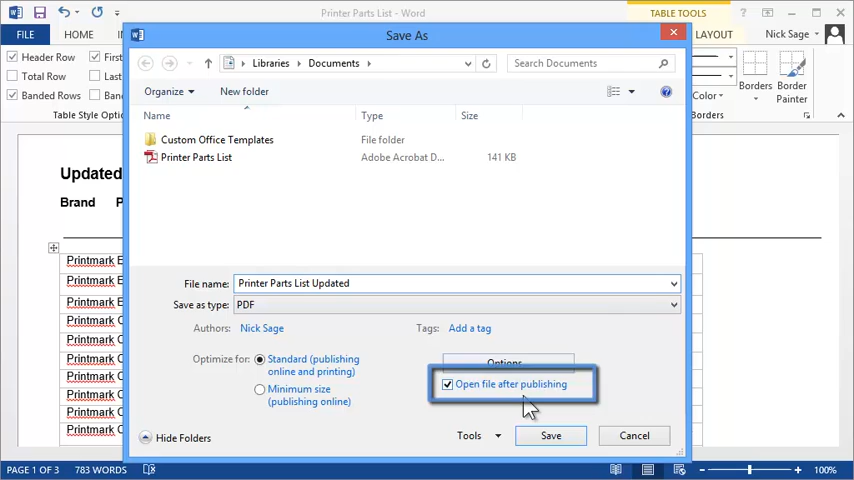 Printer Parts List - Word
TABLE TOOLS
FILE
HOME
LAYOUT
Nick Sage
Save As
Header Row
Total Row
Last
Banded Rows
Table Style Optio
Color
Borders
Border
Painter
Borders
Libraries
Documents
Search Documents
Organize
New folder
Name
Type
Size
Custom Office Templates
File folder
Printer Parts List
Adobe Acrobat D...
141 KB
Updated
Brand
P
Printmark E
Printmark E
Printmark E
Printmark C
Printmark C
Printmark C
Printmark C
Printmark C
Printmark C
Printmark C
File name:
Printer Parts List Updated
Save as type:
PDF
Authors:
Nick Sage
Tags:
Add a tag
Optimize for:
Standard (publishing
online and printing)
Minimum size
(publishing online)
Options...
Open file after publishing
Hide Folders
Tools
Save
Cancel
PAGE 1 OF 3
783 WORDS
100%